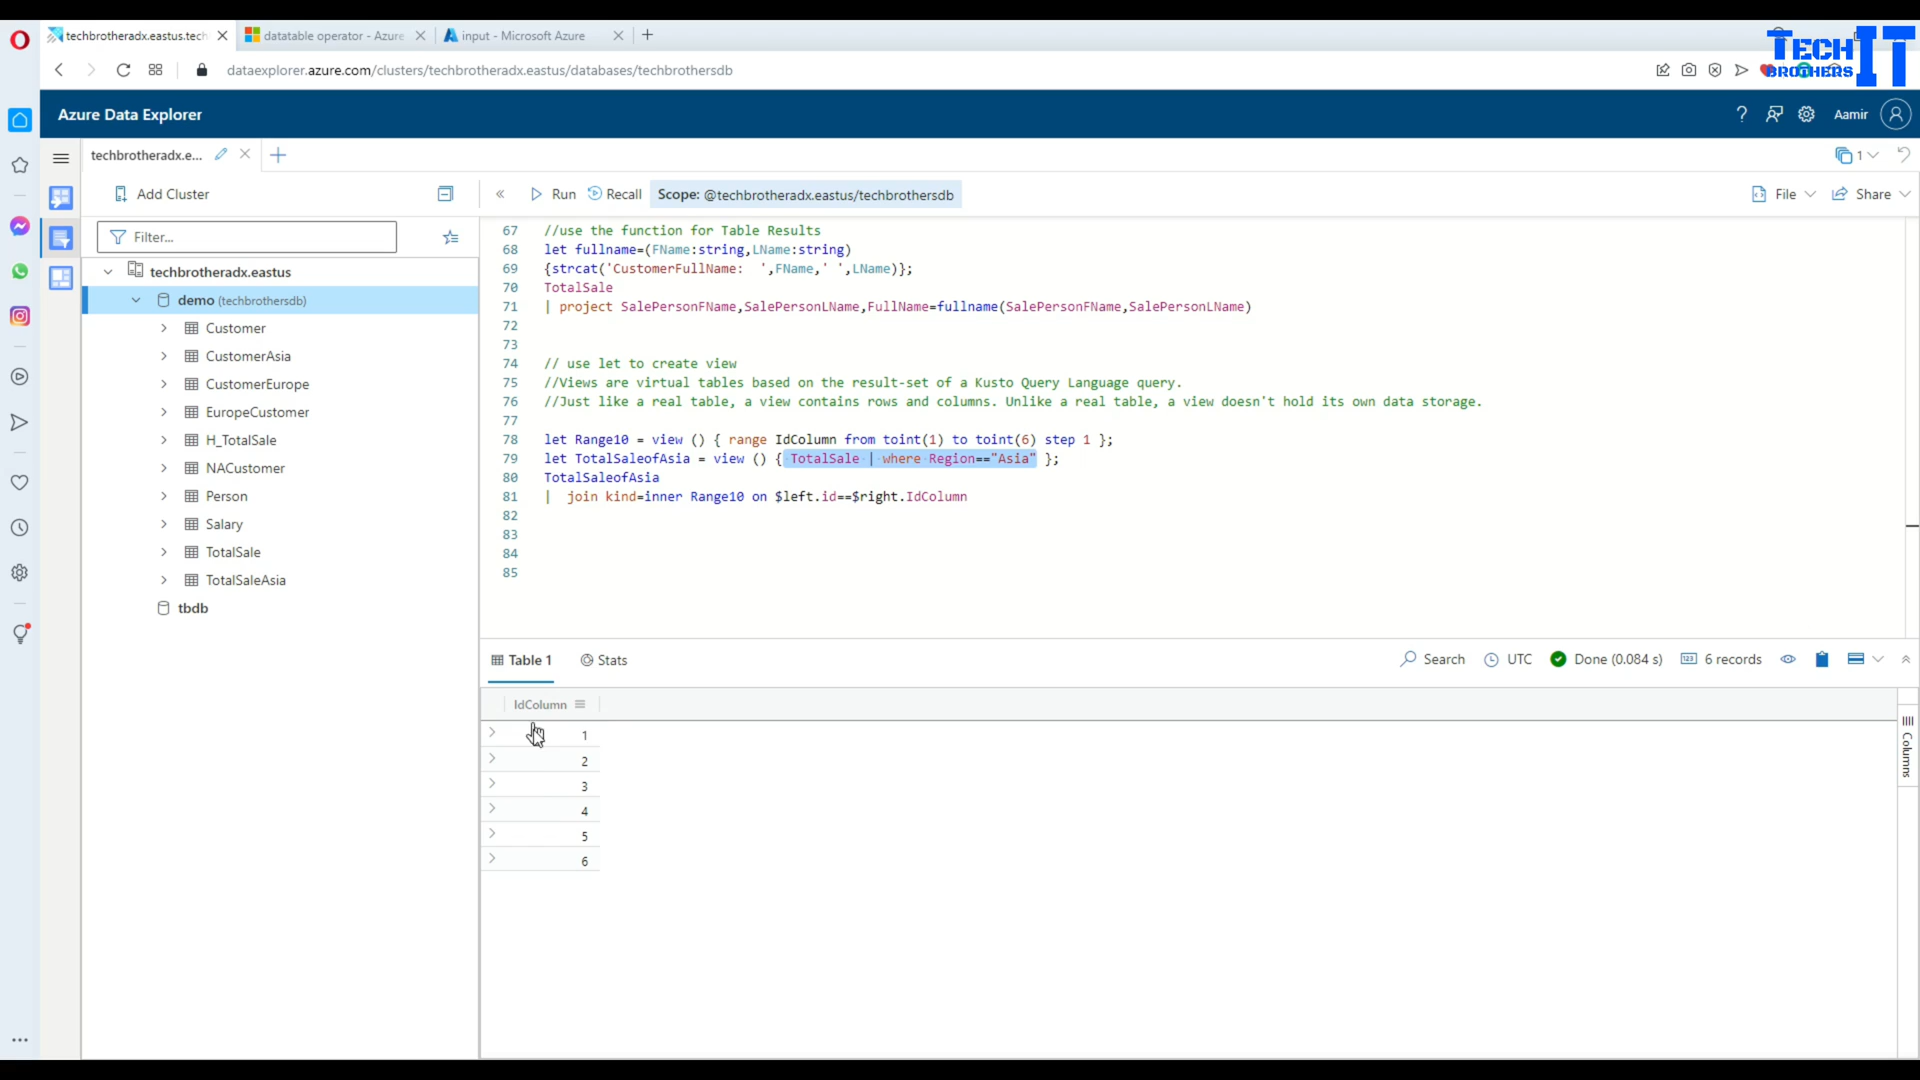 techbrotheradx.eastus.tech
datatable operator - Azure
input - Microsoft Azure
TECH BROTHERS IT
dataexplorer.azure.com/clusters/techbrotheradx.eastus/databases/techbrothersdb
Azure Data Explorer
? Aamir
techbrotheradx.e...
1
Add Cluster
Run
Recall
Scope: @techbrotheradx.eastus/techbrothersdb
File
Share
Filter...
techbrotheradx.eastus
demo (techbrothersdb)
Customer
CustomerAsia
CustomerEurope
EuropeCustomer
H_TotalSale
NACustomer
Person
Salary
TotalSale
TotalSaleAsia
tbdb
67 //use the function for Table Results
68 let fullname=(FName:string,LName:string)
69 {strcat('CustomerFullName:  ',FName,' ',LName)};
70 TotalSale
71 | project SalePersonFName,SalePersonLName,FullName=fullname(SalePersonFName,SalePersonLName)
72
73
74 // use let to create view
75 //Views are virtual tables based on the result-set of a Kusto Query Language query.
76 //Just like a real table, a view contains rows and columns. Unlike a real table, a view doesn't hold its own data storage.
77
78 let Range10 = view () { range IdColumn from toint(1) to toint(6) step 1 };
79 let TotalSaleofAsia = view () { TotalSale | where Region=="Asia" };
80 TotalSaleofAsia
81 |  join kind=inner Range10 on $left.id==$right.IdColumn
82
83
84
85
Table 1
Stats
Search
UTC
Done (0.084 s)
6 records
IdColumn
1
2
3
4
5
6
Columns